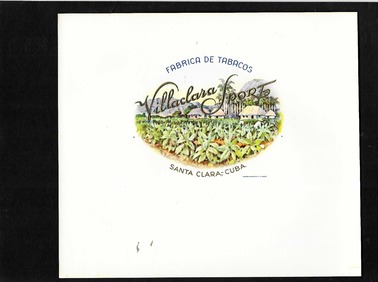 FABRICA DE TABACOS
Villaclara Sport
SANTA CLARA-CUBA